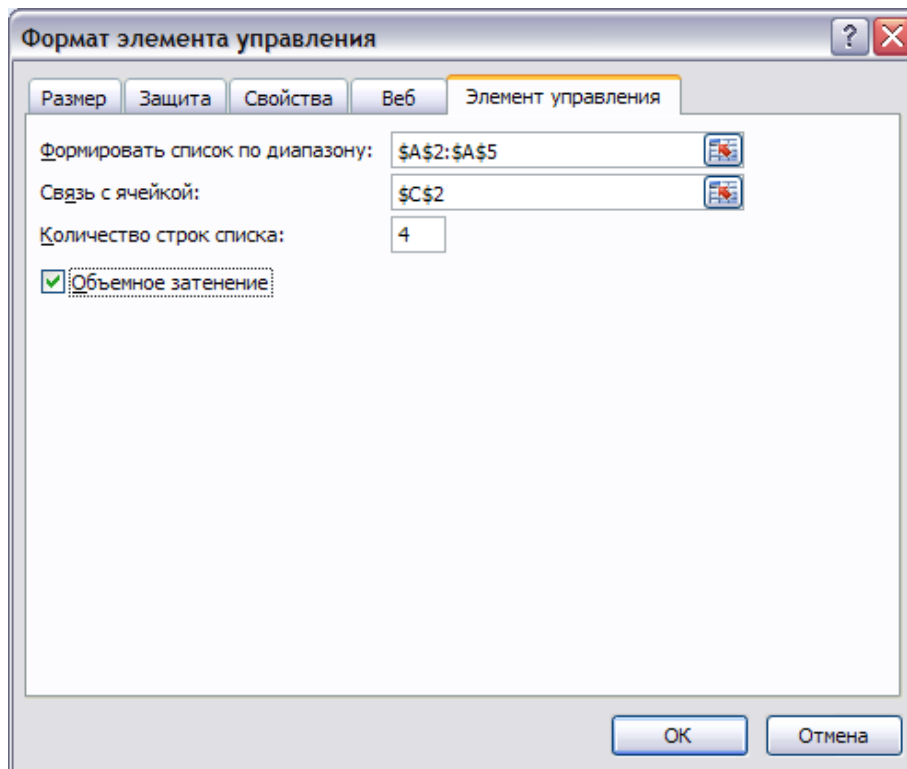 Формат элемента управления
?
Размер Защита Свойства Веб Элемент управления
Формировать список по диапазону: $A$2:$A$5
Связь с ячейкой: $C$2
Количество строк списка: 4
Объемное затенение
ОК Отмена